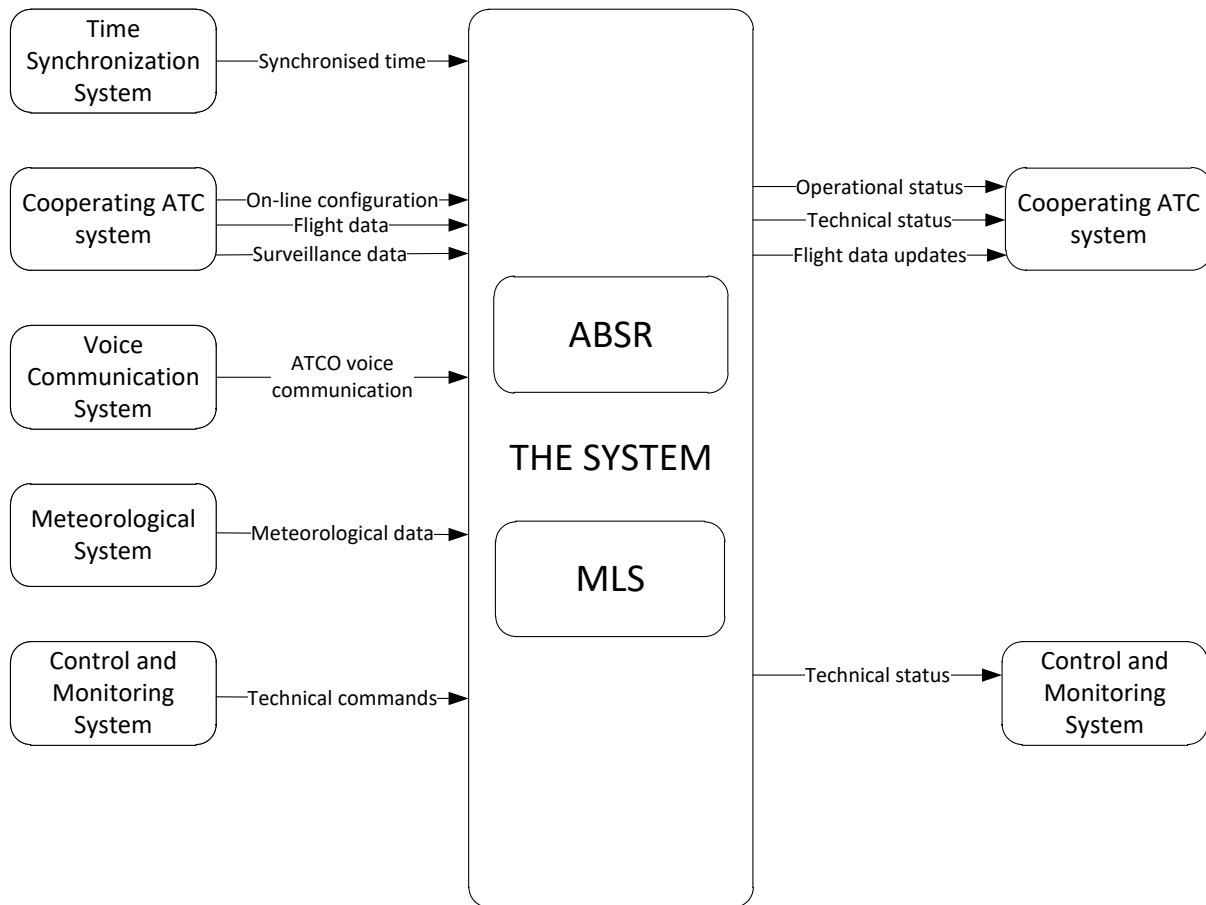 Time
Synchronization
System
Synchronised time
Cooperating ATC
system
On-line configuration
Flight data
Surveillance data
Voice
Communication
System
ATCO voice
communication
Meteorological
System
Meteorological data
Control and
Monitoring
System
Technical commands
ABSR
THE SYSTEM
MLS
Operational status
Technical status
Flight data updates
Cooperating ATC
system
Technical status
Control and
Monitoring
System